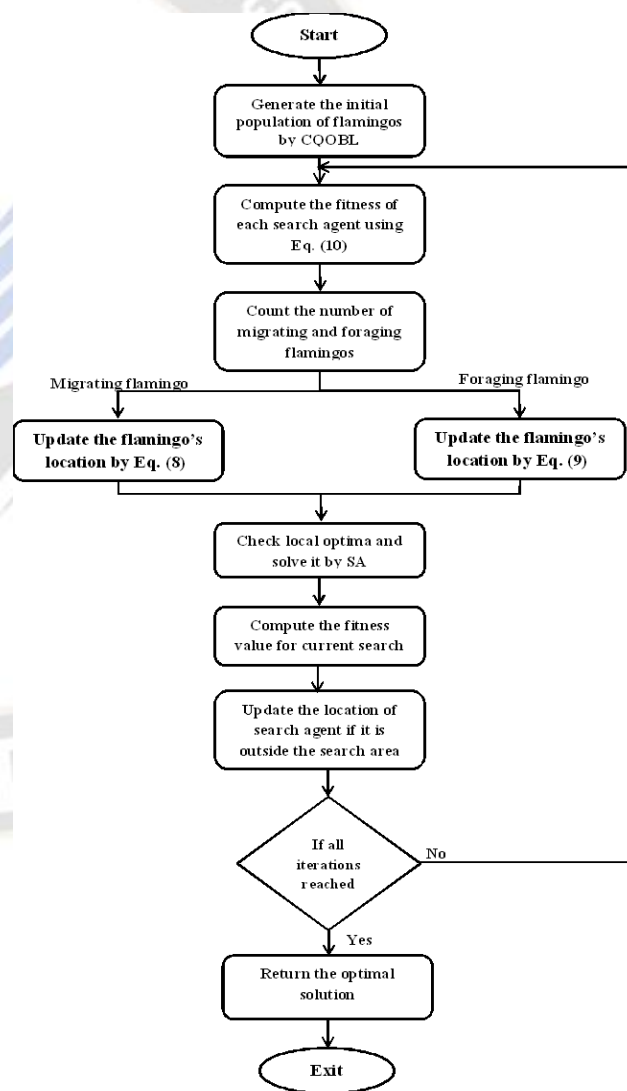 Start
Generate the initial
population of flamingos
by CQOBL
Compute the fitness of
each search agent using
Eq. (10)
Count the number of
migrating and foraging
flamingos
Migrating flamingo
Foraging flamingo
Update the flamingo's
location by Eq. (8)
Update the flamingo's
location by Eq. (9)
Check local optima and
solve it by SA
Compute the fitness
value for current search
Update the location of
search agent if it is
outside the search area
If all
iterations
reached
No
Yes
Return the optimal
solution
Exit